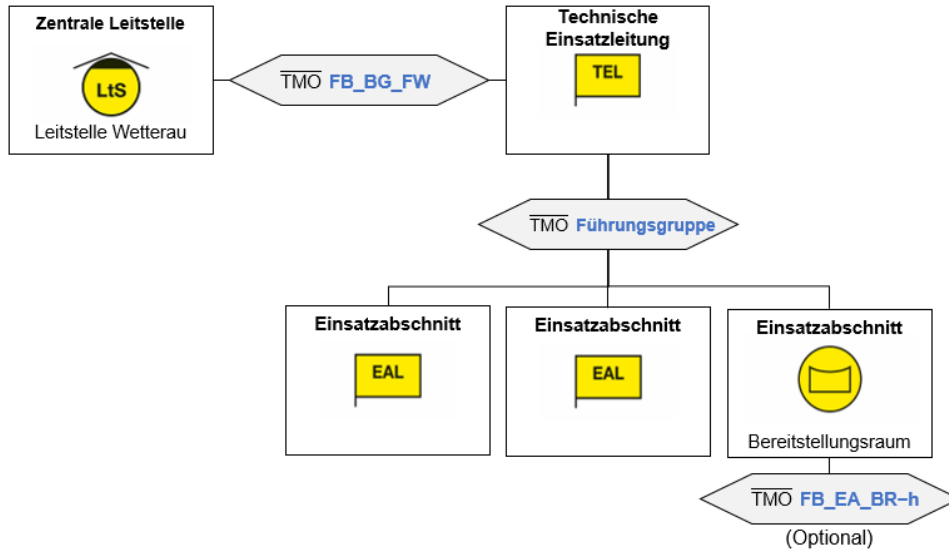 Zentrale Leitstelle
LtS
Leitstelle Wetterau
TMO FB_BG_FW
Technische
Einsatzleitung
TEL
TMO Führungsgruppe
Einsatzabschnitt
EAL
Einsatzabschnitt
EAL
Einsatzabschnitt
Bereitstellungsraum
TMO FB_EA_BR–h
(Optional)